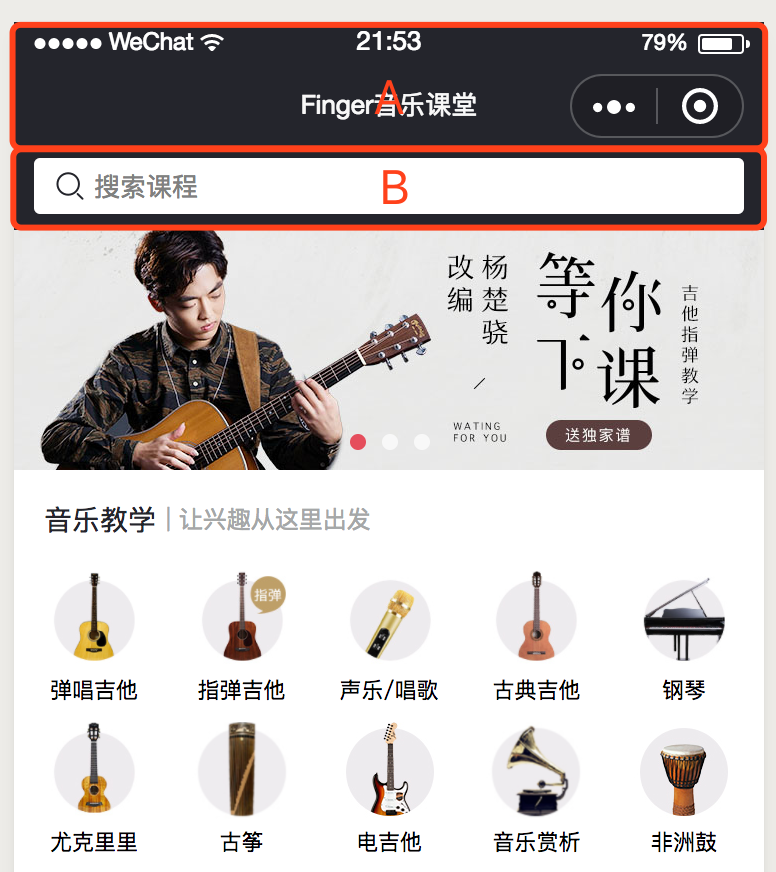 ●●●●● WeChat 21:53 79%
A
Finger音乐课堂
搜索课程
B
杨楚骁
改编
等你
下课
吉他指弹教学
WATING
FOR YOU
送独家谱
音乐教学 | 让兴趣从这里出发
指弹
弹唱吉他 指弹吉他 声乐/唱歌 古典吉他 钢琴
尤克里里 古筝 电吉他 音乐赏析 非洲鼓